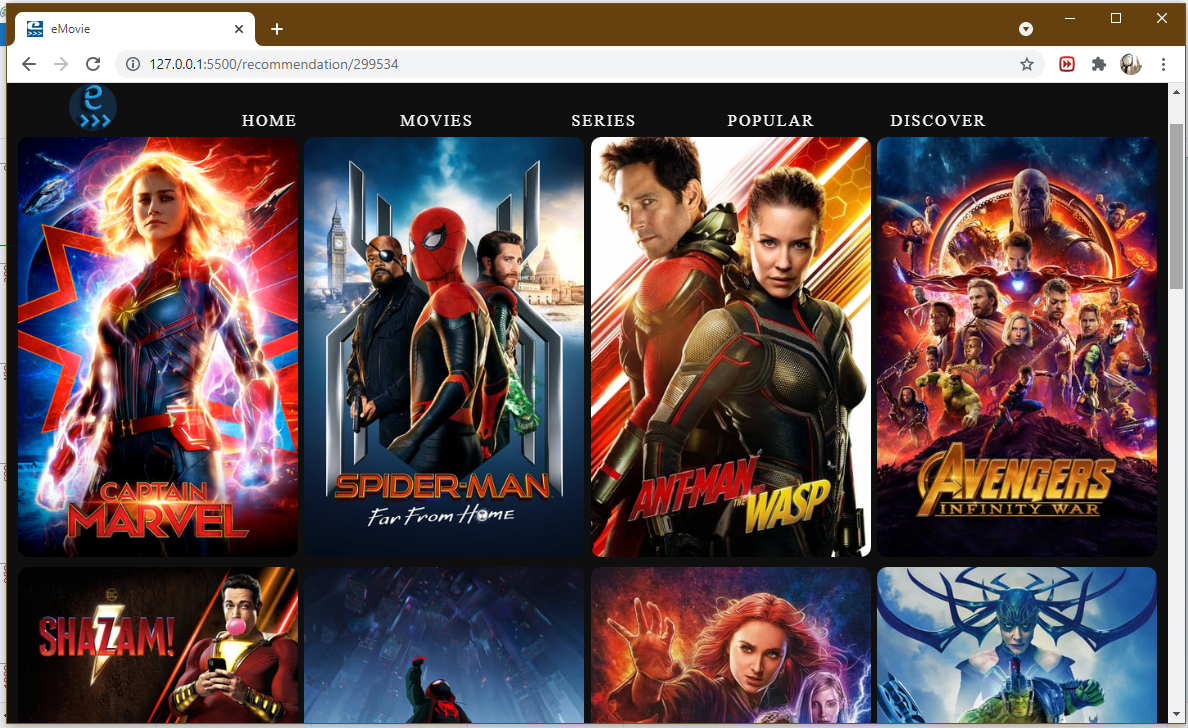 eMovie
127.0.0.1:5500/recommendation/299534
HOME MOVIES SERIES POPULAR DISCOVER
CAPTAIN
MARVEL
SPIDER-MAN
Far From Home
ANT-MAN
THE
WASP
AVENGERS
INFINITY WAR
DC
SHAZAM!